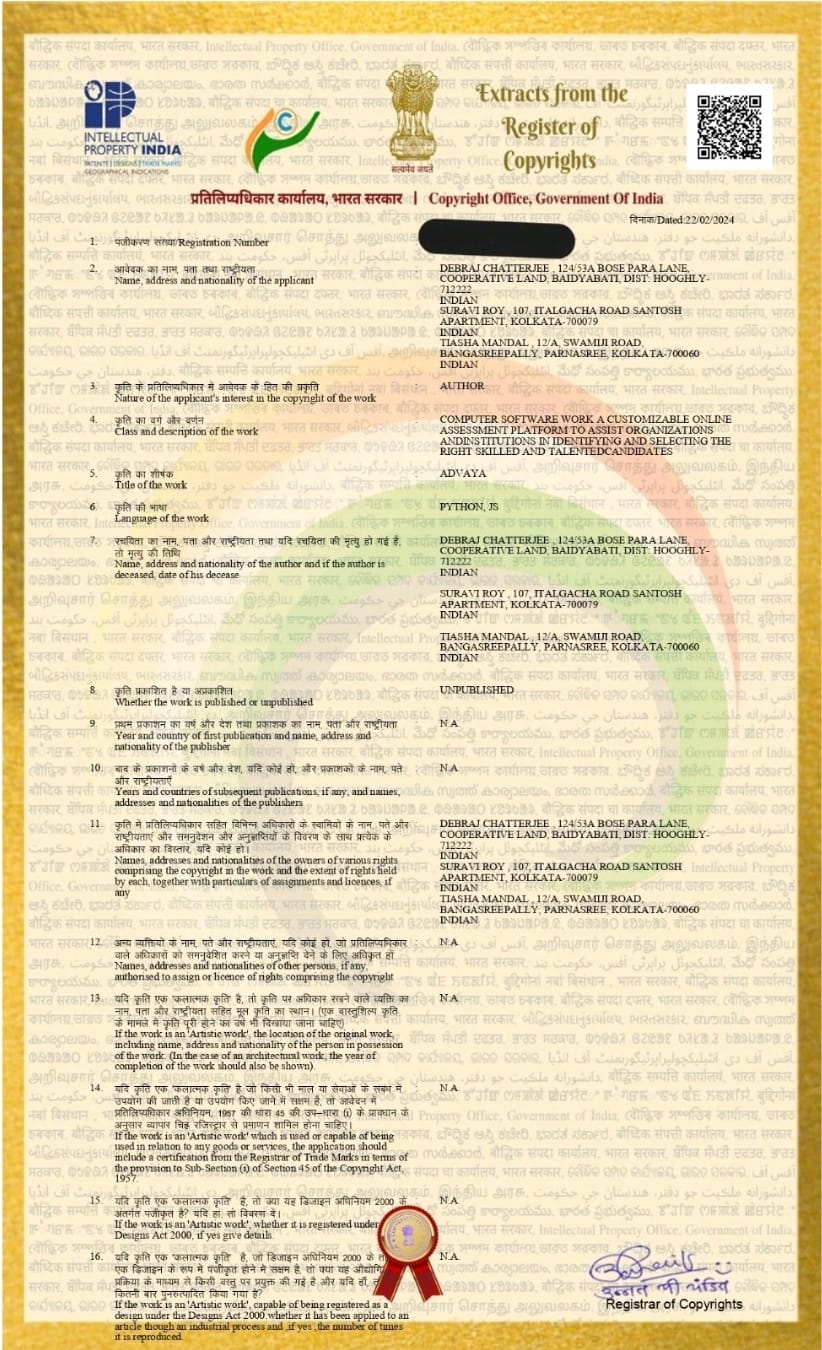 IP
INTELLECTUAL
PROPERTY INDIA
PATENTS | DESIGNS | TRADE MARKS
GEOGRAPHICAL INDICATIONS
C
सत्यमेव जयते
Extracts from the
Register of
Copyrights
प्रतिलिप्यधिकार कार्यालय, भारत सरकार | Copyright Office, Government Of India
दिनांक/Dated:22/02/2024
1. पंजीकरण संख्या/Registration Number
2. आवेदक का नाम, पता तथा राष्ट्रीयता
Name, address and nationality of the applicant
: DEBRAJ CHATTERJEE , 124/53A BOSE PARA LANE,
COOPERATIVE LAND, BAIDYABATI, DIST: HOOGHLY-
712222
INDIAN
SURAVI ROY , 107, ITALGACHA ROAD SANTOSH
APARTMENT, KOLKATA-700079
INDIAN
TIASHA MANDAL , 12/A, SWAMIJI ROAD,
BANGASREEPALLY, PARNASREE, KOLKATA-700060
INDIAN
3. कृति के प्रतिलिप्यधिकार में आवेदक के हित की प्रकृति
Nature of the applicant's interest in the copyright of the work
: AUTHOR
4. कृति का वर्ग और वर्णन
Class and description of the work
: COMPUTER SOFTWARE WORK A CUSTOMIZABLE ONLINE
ASSESSMENT PLATFORM TO ASSIST ORGANIZATIONS
ANDINSTITUTIONS IN IDENTIFYING AND SELECTING THE
RIGHT SKILLED AND TALENTEDCANDIDATES
5. कृति का शीर्षक
Title of the work
: ADVAYA
6. कृति की भाषा
Language of the work
: PYTHON, JS
7. रचयिता का नाम, पता और राष्ट्रीयता तथा यदि रचयिता की मृत्यु हो गई है,
तो मृत्यु की तिथि
Name, address and nationality of the author and if the author is
deceased, date of his decease
: DEBRAJ CHATTERJEE , 124/53A BOSE PARA LANE,
COOPERATIVE LAND, BAIDYABATI, DIST: HOOGHLY-
712222
INDIAN
SURAVI ROY , 107, ITALGACHA ROAD SANTOSH
APARTMENT, KOLKATA-700079
INDIAN
TIASHA MANDAL , 12/A, SWAMIJI ROAD,
BANGASREEPALLY, PARNASREE, KOLKATA-700060
INDIAN
8. कृति प्रकाशित है या अप्रकाशित
Whether the work is published or unpublished
: UNPUBLISHED
9. प्रथम प्रकाशन का वर्ष और देश तथा प्रकाशक का नाम, पता और राष्ट्रीयता
Year and country of first publication and name, address and
nationality of the publisher
: N.A.
10. बाद के प्रकाशनों के वर्ष और देश, यदि कोई हों, और प्रकाशकों के नाम, पते
और राष्ट्रीयताएँ
Years and countries of subsequent publications, if any, and names,
addresses and nationalities of the publishers
: N.A.
11. कृति में प्रतिलिप्यधिकार सहित विभिन्न अधिकारों के स्वामियों के नाम, पते और
राष्ट्रीयताएं और समनुदेशन और अनुज्ञप्तियों के विवरण के साथ प्रत्येक के
अधिकार का विस्तार, यदि कोई हो।
Names, addresses and nationalities of the owners of various rights
comprising the copyright in the work and the extent of rights held
by each, together with particulars of assignments and licences, if
any
: DEBRAJ CHATTERJEE , 124/53A BOSE PARA LANE,
COOPERATIVE LAND, BAIDYABATI, DIST: HOOGHLY-
712222
INDIAN
SURAVI ROY , 107, ITALGACHA ROAD SANTOSH
APARTMENT, KOLKATA-700079
INDIAN
TIASHA MANDAL , 12/A, SWAMIJI ROAD,
BANGASREEPALLY, PARNASREE, KOLKATA-700060
INDIAN
12. अन्य व्यक्तियों के नाम, पते और राष्ट्रीयताएं, यदि कोई हों, जो प्रतिलिप्यधिकार
वाले अधिकारों को समनुदेशित करने या अनुज्ञप्ति देने के लिए अधिकृत हों
Names, addresses and nationalities of other persons, if any,
authorised to assign or licence of rights comprising the copyright
: N.A.
13. यदि कृति एक 'कलात्मक कृति' है, तो कृति पर अधिकार रखने वाले व्यक्ति का
नाम, पता और राष्ट्रीयता सहित मूल कृति का स्थान। (एक वास्तुशिल्प कृति
के मामले में कृति पूरी होने का वर्ष भी दिखाया जाना चाहिए)
If the work is an 'Artistic work', the location of the original work,
including name, address and nationality of the person in possession
of the work. (In the case of an architectural work, the year of
completion of the work should also be shown).
: N.A.
14. यदि कृति एक 'कलात्मक कृति' है जो किसी भी माल या सेवाओं के संबंध में
उपयोग की जाती है या उपयोग किए जाने में सक्षम है, तो आवेदन में
प्रतिलिप्यधिकार अधिनियम, 1957 की धारा 45 की उप–धारा (i) के प्रावधान के
अनुसार व्यापार चिह्न रजिस्ट्रार से प्रमाणन शामिल होना चाहिए।
If the work is an 'Artistic work' which is used or capable of being
used in relation to any goods or services, the application should
include a certification from the Registrar of Trade Marks in terms of
the provision to Sub-Section (i) of Section 45 of the Copyright Act,
1957.
: N.A.
15. यदि कृति एक 'कलात्मक कृति' है, तो क्या यह डिजाइन अधिनियम 2000 के
अंतर्गत पंजीकृत है? यदि हां, तो विवरण दें।
If the work is an 'Artistic work', whether it is registered under
Designs Act 2000, if yes give details.
: N.A.
16. यदि कृति एक 'कलात्मक कृति' है, जो डिजाइन अधिनियम 2000 के
एक डिजाइन के रूप में पंजीकृत होने में सक्षम है, तो क्या यह
प्रक्रिया के माध्यम से किसी वस्तु पर प्रयुक्त की गई है और यदि हाँ,
कितनी बार पुनरुत्पादित किया गया है?
If the work is an 'Artistic work', capable of being registered as a
design under the Designs Act 2000.whether it has been applied to an
article though an industrial process and ,if yes ,the number of times
it is reproduced.
: N.A.
उन्नत पी पंडित
Registrar of Copyrights